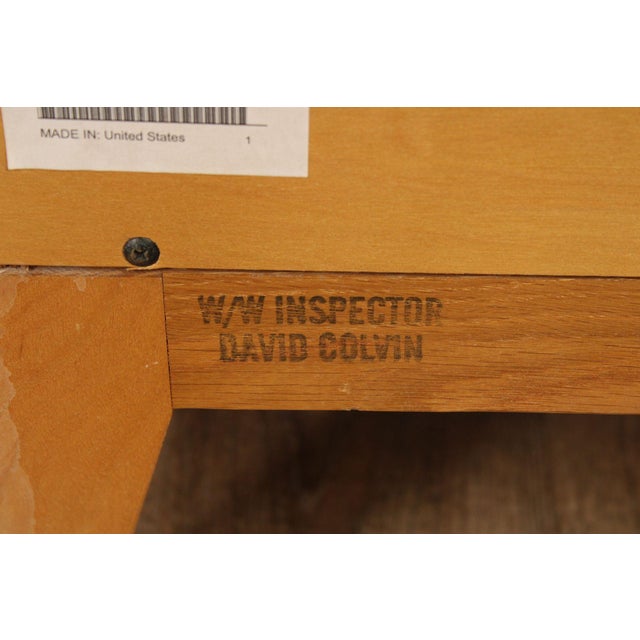 MADE IN: United States 1
W/W INSPECTOR
DAVID COLVIN